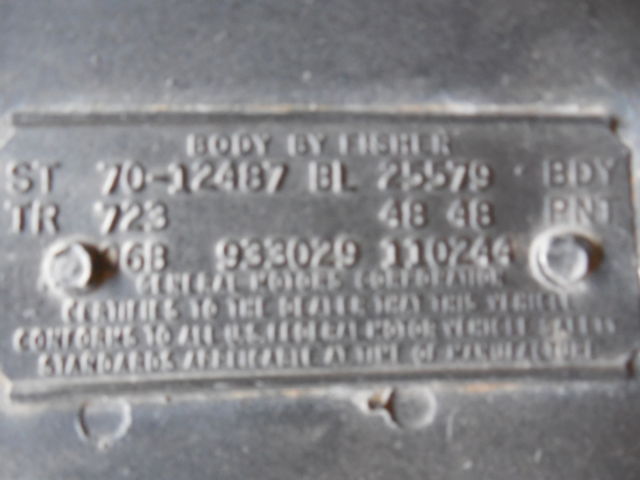 BODY BY FISHER
ST 70-12487 BL 25579 BDY
TR 723 48 48 PNT
06B 933029 110244
GENERAL MOTORS CORPORATION
CERTIFIES TO THE DEALER THAT THIS VEHICLE
CONFORMS TO ALL U.S. FEDERAL MOTOR VEHICLE SAFETY
STANDARDS APPLICABLE AT TIME OF MANUFACTURE